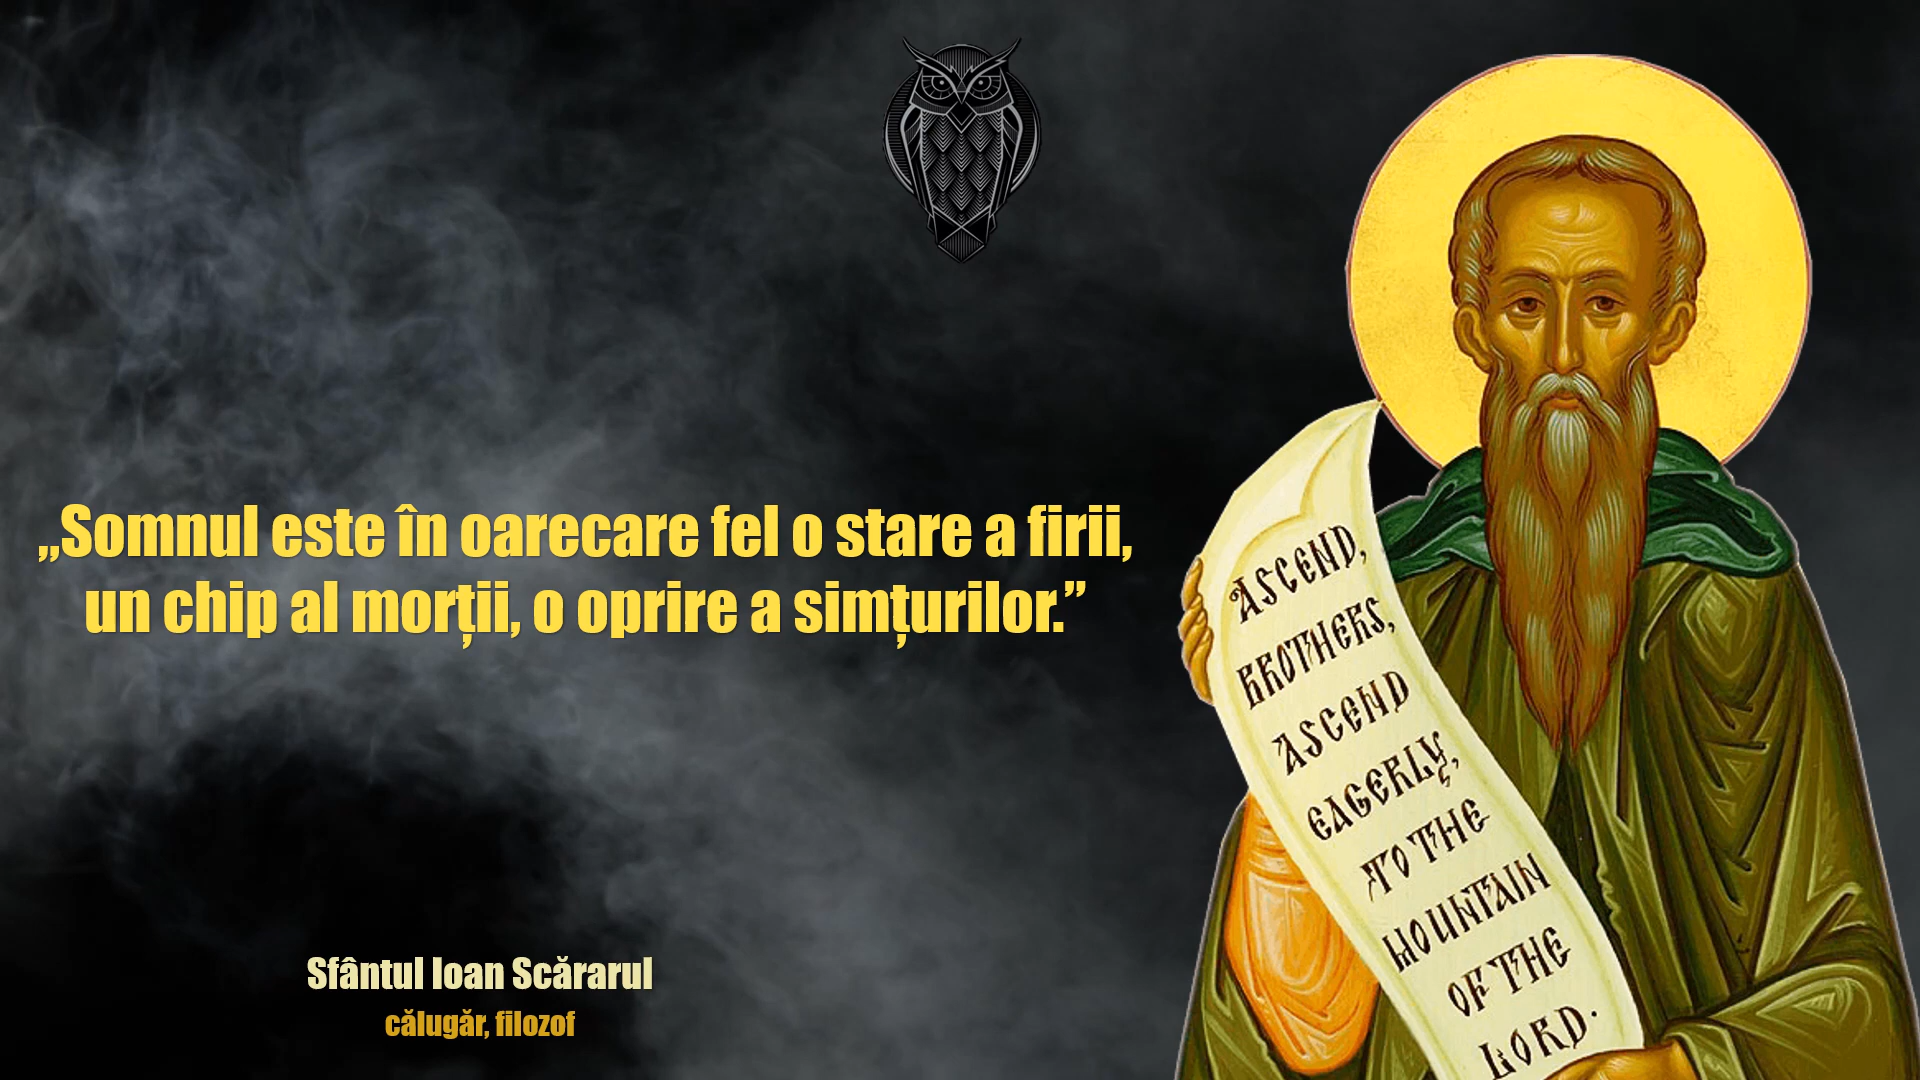 „Somnul este în oarecare fel o stare a firii,
un chip al morții, o oprire a simțurilor.”
Sfântul Ioan Scărarul
călugăr, filozof
ASCEND,
BROTHERS,
ASCEND
EAGERLY,
TO THE
MOUNTAIN
OF THE
LORD.